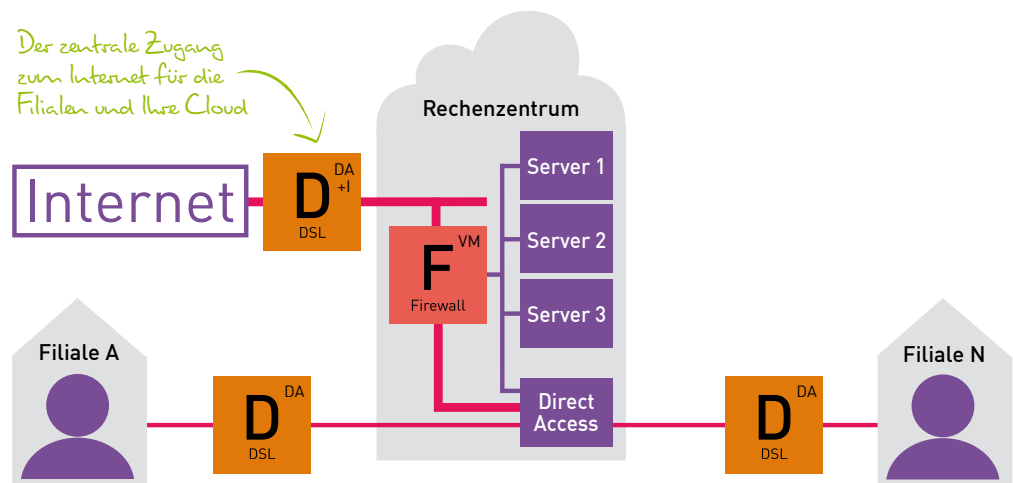 Der zentrale Zugang
zum Internet für die
Filialen und Ihre Cloud
Rechenzentrum
Internet
D
DA
+I
DSL
F
VM
Firewall
Server 1
Server 2
Server 3
Direct
Access
Filiale A
D
DA
DSL
D
DA
DSL
Filiale N